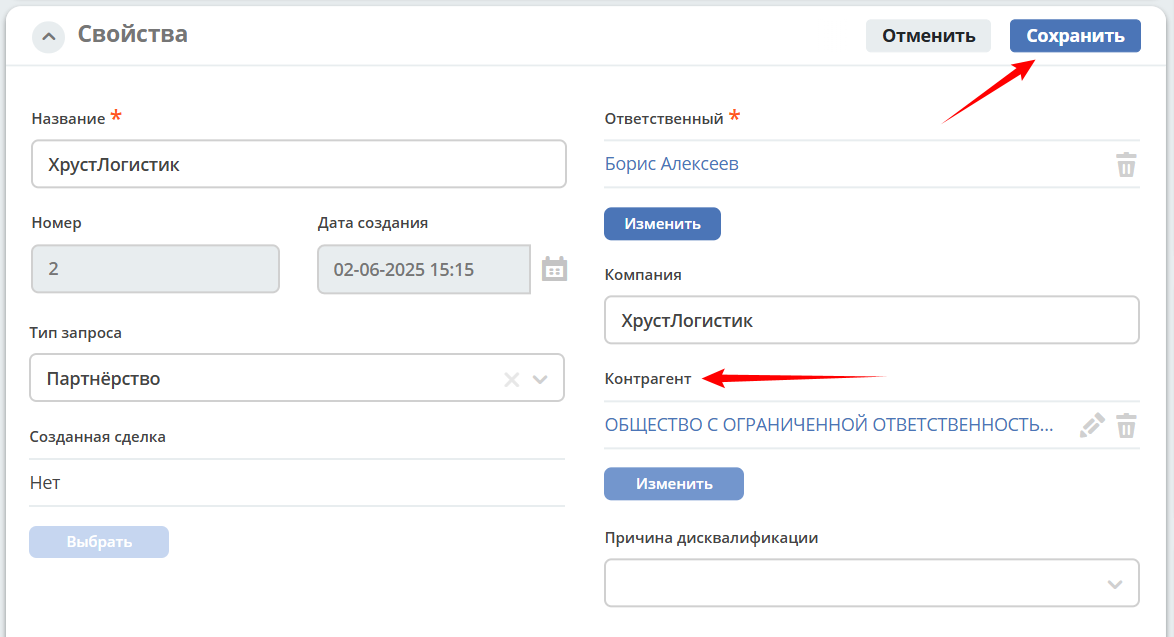 Свойства
Отменить
Сохранить
Название *
ХрустЛогистик
Номер
Дата создания
2
02-06-2025 15:15
Тип запроса
Партнёрство
Созданная сделка
Нет
Выбрать
Ответственный *
Борис Алексеев
Изменить
Компания
ХрустЛогистик
Контрагент
ОБЩЕСТВО С ОГРАНИЧЕННОЙ ОТВЕТСТВЕННОСТЬ...
Изменить
Причина дисквалификации